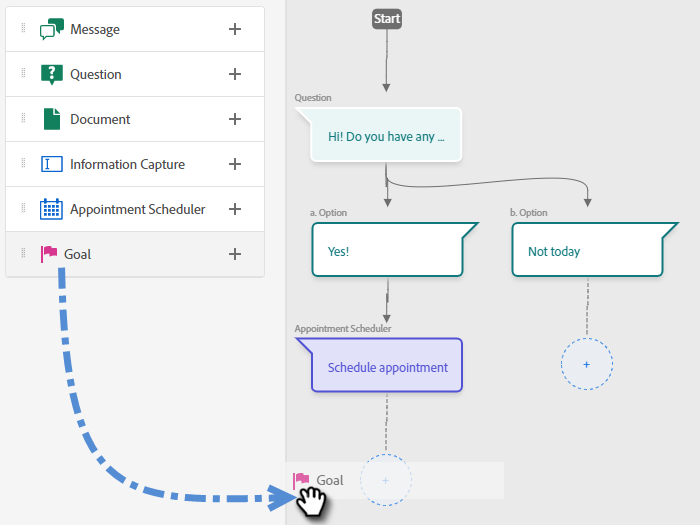 Message
Question
Document
Information Capture
Appointment Scheduler
Goal
Start
Question
Hi! Do you have any ...
a. Option
b. Option
Yes!
Not today
Appointment Scheduler
Schedule appointment
Goal